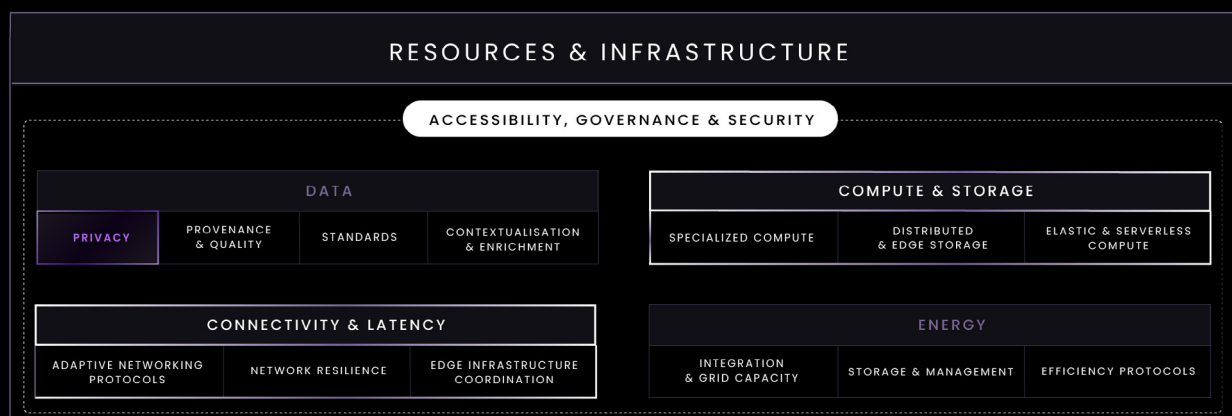 RESOURCES & INFRASTRUCTURE
ACCESSIBILITY, GOVERNANCE & SECURITY
DATA
PRIVACY
PROVENANCE
& QUALITY
STANDARDS
CONTEXTUALISATION
& ENRICHMENT
COMPUTE & STORAGE
SPECIALIZED COMPUTE
DISTRIBUTED
& EDGE STORAGE
ELASTIC & SERVERLESS
COMPUTE
CONNECTIVITY & LATENCY
ADAPTIVE NETWORKING
PROTOCOLS
NETWORK RESILIENCE
EDGE INFRASTRUCTURE
COORDINATION
ENERGY
INTEGRATION
& GRID CAPACITY
STORAGE & MANAGEMENT
EFFICIENCY PROTOCOLS